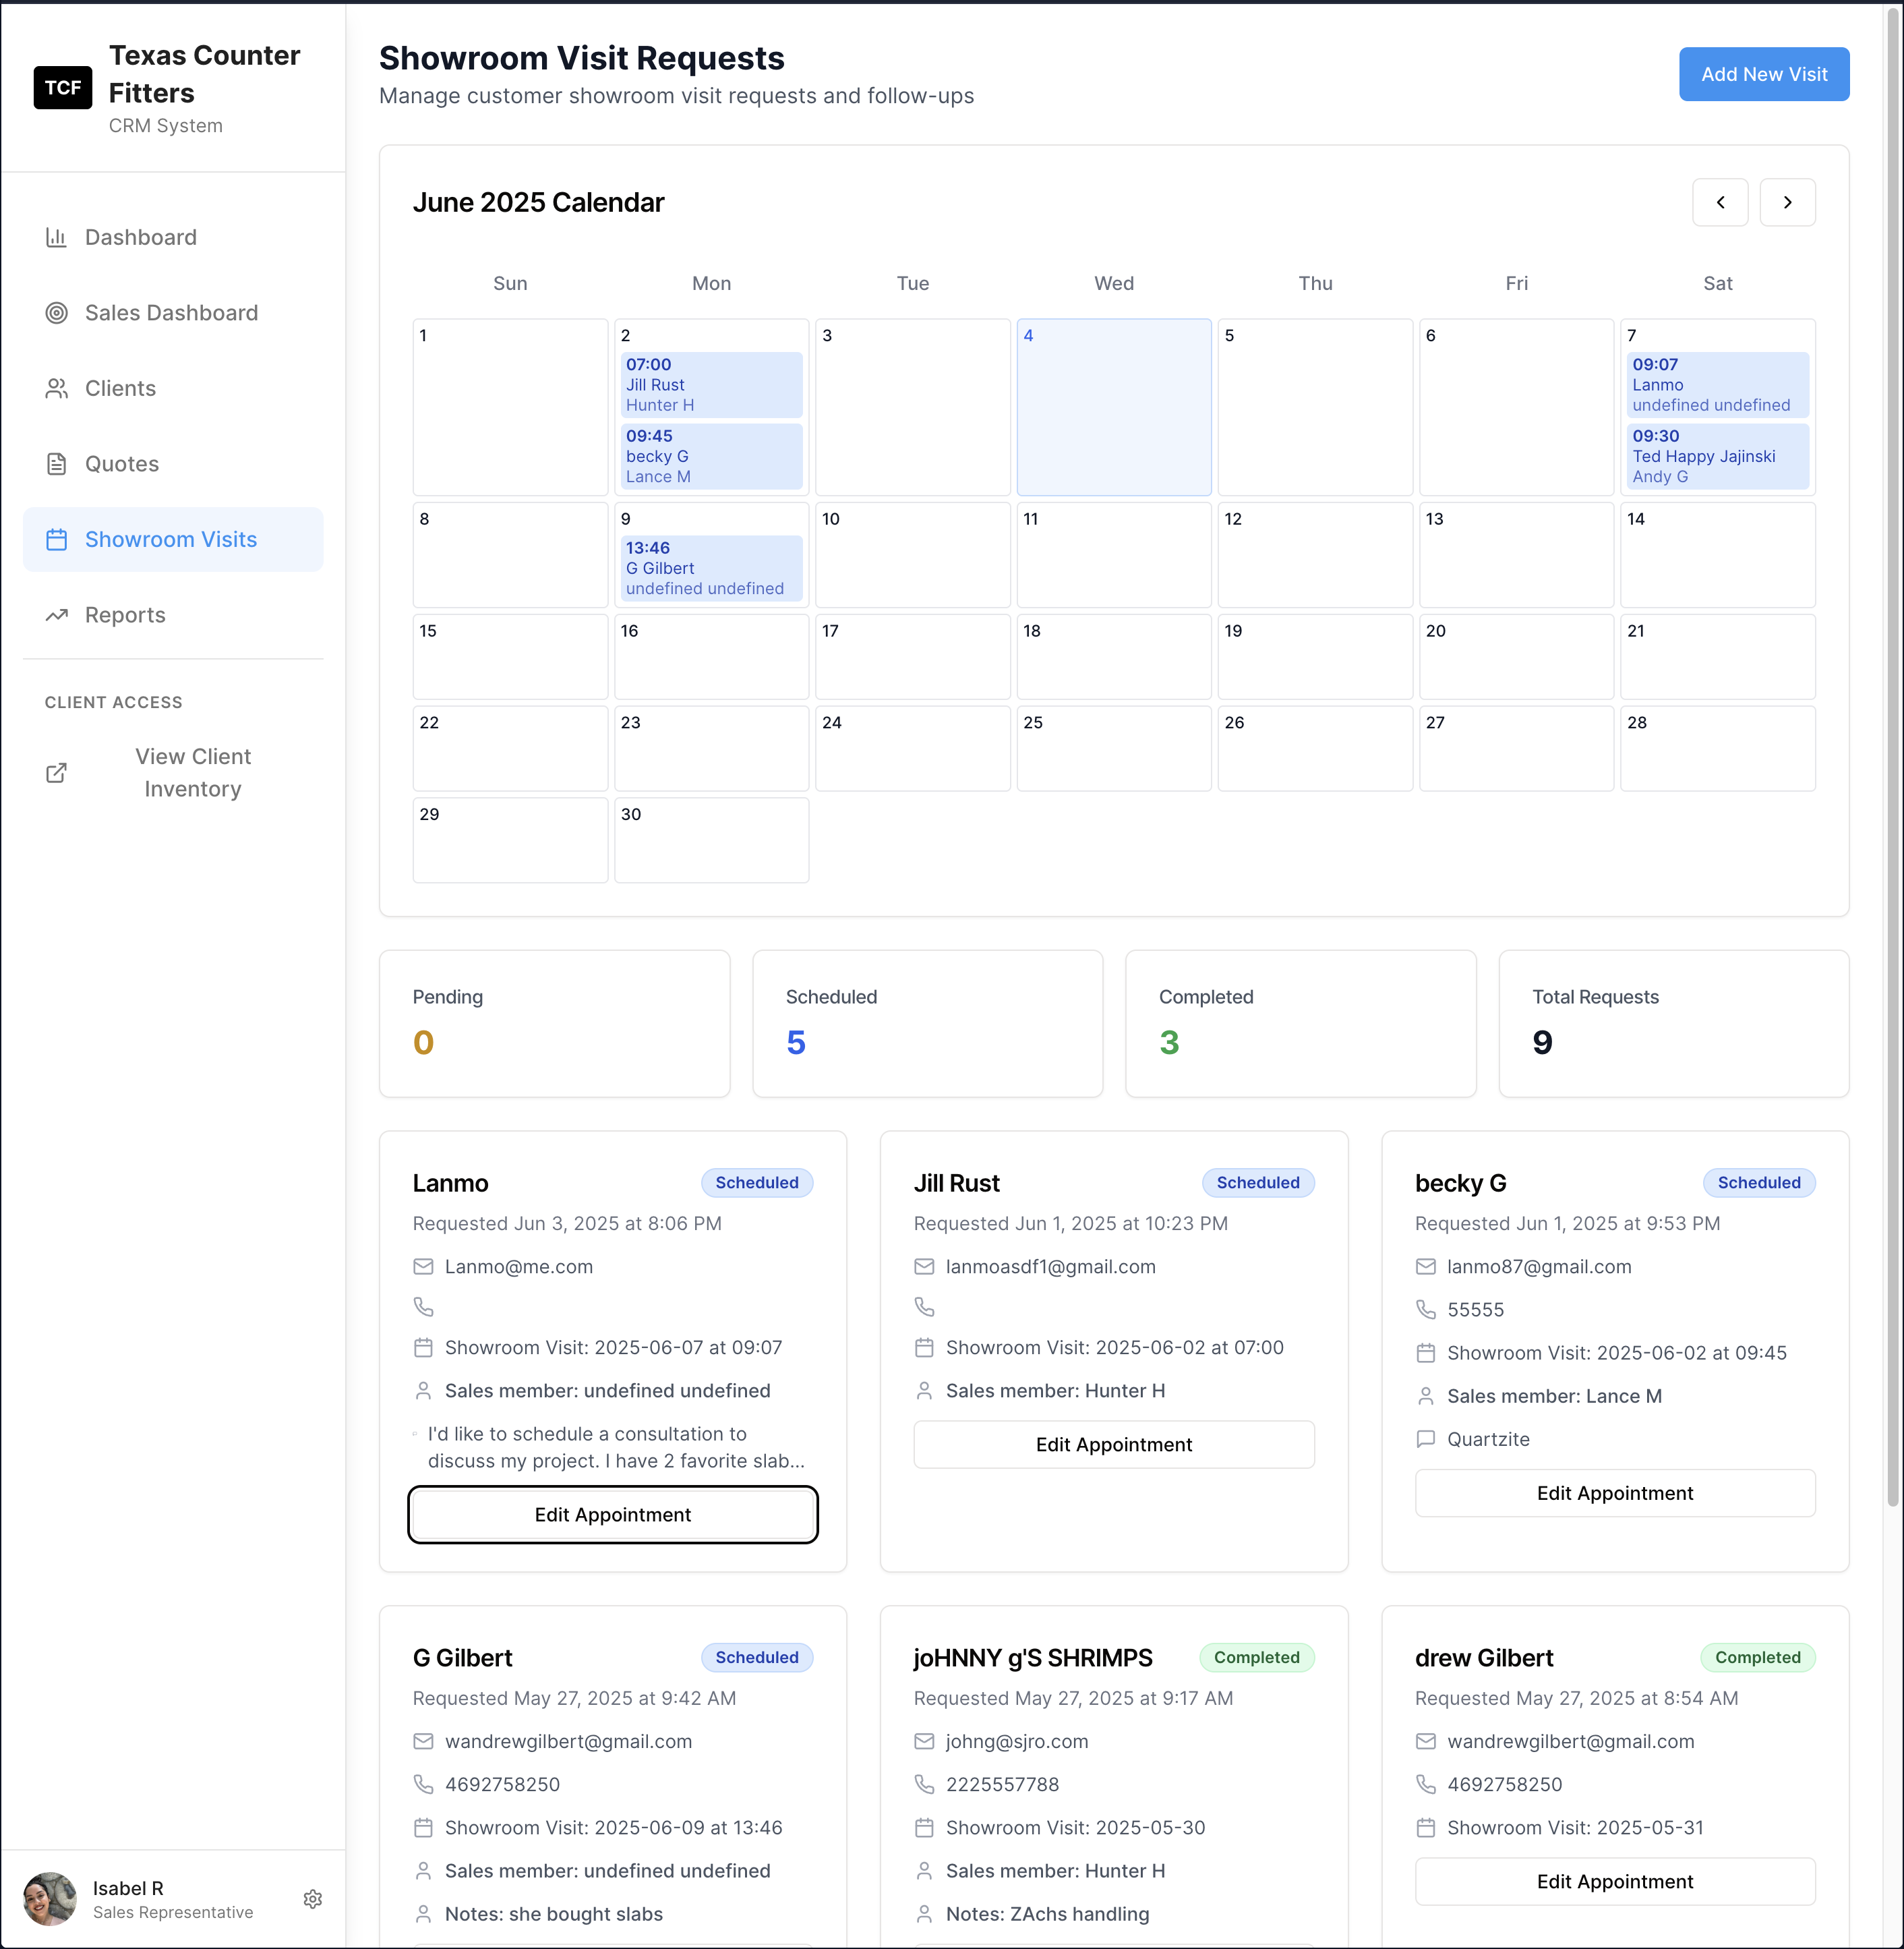 TCF
Texas Counter
Fitters
CRM System
Dashboard
Sales Dashboard
Clients
Quotes
Showroom Visits
Reports
CLIENT ACCESS
View Client
Inventory
Isabel R
Sales Representative
Showroom Visit Requests
Manage customer showroom visit requests and follow-ups
Add New Visit
June 2025 Calendar
Sun Mon Tue Wed Thu Fri Sat
1 2 3 4 5 6 7
07:00
Jill Rust
Hunter H
09:45
becky G
Lance M
09:07
Lanmo
undefined undefined
09:30
Ted Happy Jajinski
Andy G
8 9 10 11 12 13 14
13:46
G Gilbert
undefined undefined
15 16 17 18 19 20 21
22 23 24 25 26 27 28
29 30
Pending
0
Scheduled
5
Completed
3
Total Requests
9
Lanmo Scheduled
Requested Jun 3, 2025 at 8:06 PM
Lanmo@me.com
Showroom Visit: 2025-06-07 at 09:07
Sales member: undefined undefined
I'd like to schedule a consultation to
discuss my project. I have 2 favorite slab...
Edit Appointment
Jill Rust Scheduled
Requested Jun 1, 2025 at 10:23 PM
lanmoasdf1@gmail.com
Showroom Visit: 2025-06-02 at 07:00
Sales member: Hunter H
Edit Appointment
becky G Scheduled
Requested Jun 1, 2025 at 9:53 PM
lanmo87@gmail.com
55555
Showroom Visit: 2025-06-02 at 09:45
Sales member: Lance M
Quartzite
Edit Appointment
G Gilbert Scheduled
Requested May 27, 2025 at 9:42 AM
wandrewgilbert@gmail.com
4692758250
Showroom Visit: 2025-06-09 at 13:46
Sales member: undefined undefined
Notes: she bought slabs
joHNNY g'S SHRIMPS Completed
Requested May 27, 2025 at 9:17 AM
johng@sjro.com
2225557788
Showroom Visit: 2025-05-30
Sales member: Hunter H
Notes: ZAchs handling
drew Gilbert Completed
Requested May 27, 2025 at 8:54 AM
wandrewgilbert@gmail.com
4692758250
Showroom Visit: 2025-05-31
Edit Appointment